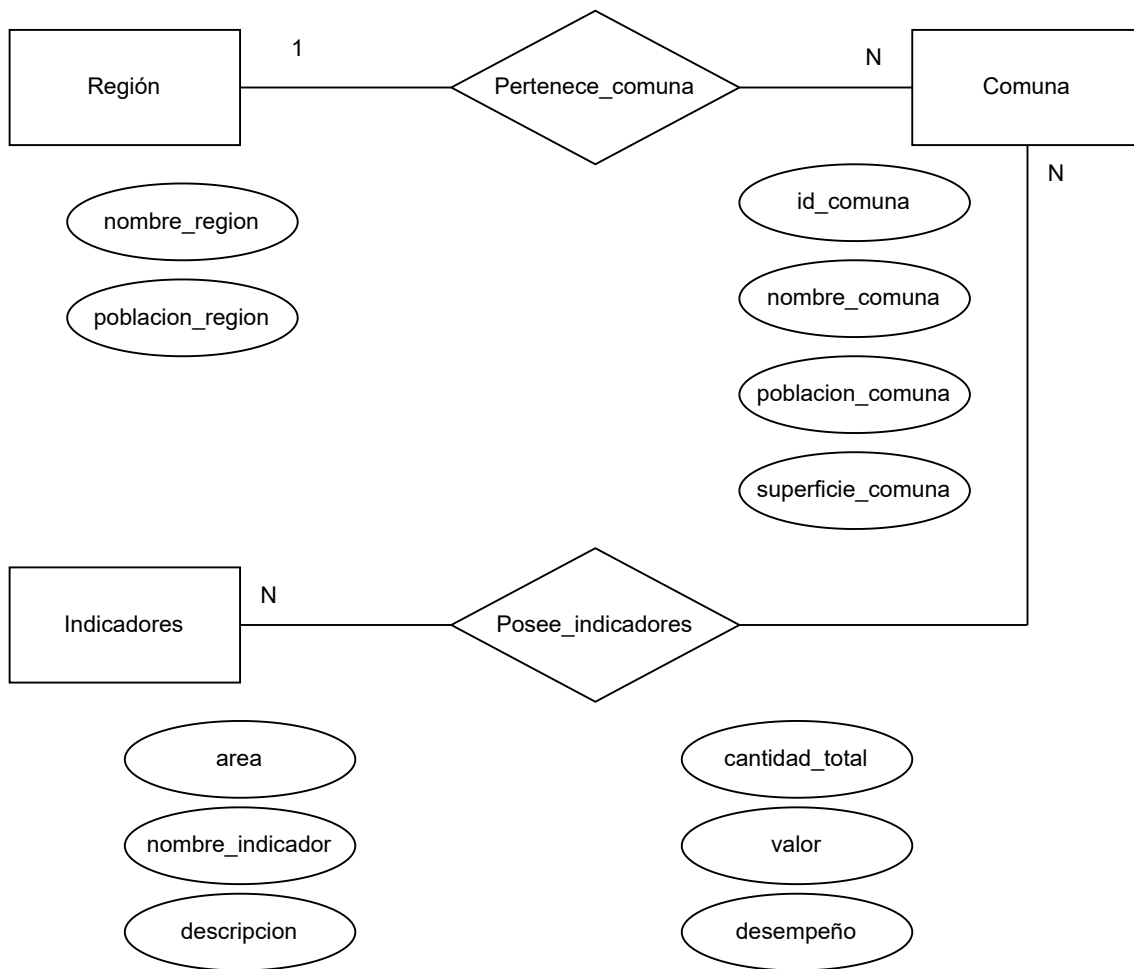 Región
1
Pertenece_comuna
N
Comuna
N
nombre_region
poblacion_region
id_comuna
nombre_comuna
poblacion_comuna
superficie_comuna
Indicadores
N
Posee_indicadores
area
nombre_indicador
descripcion
cantidad_total
valor
desempeño